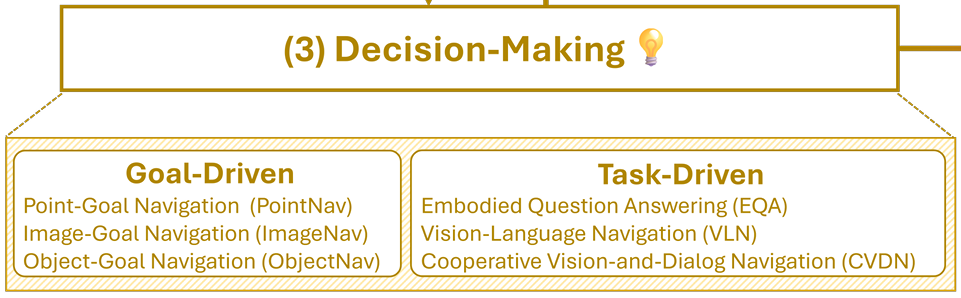 (3) Decision-Making
Goal-Driven
Point-Goal Navigation (PointNav)
Image-Goal Navigation (ImageNav)
Object-Goal Navigation (ObjectNav)
Task-Driven
Embodied Question Answering (EQA)
Vision-Language Navigation (VLN)
Cooperative Vision-and-Dialog Navigation (CVDN)